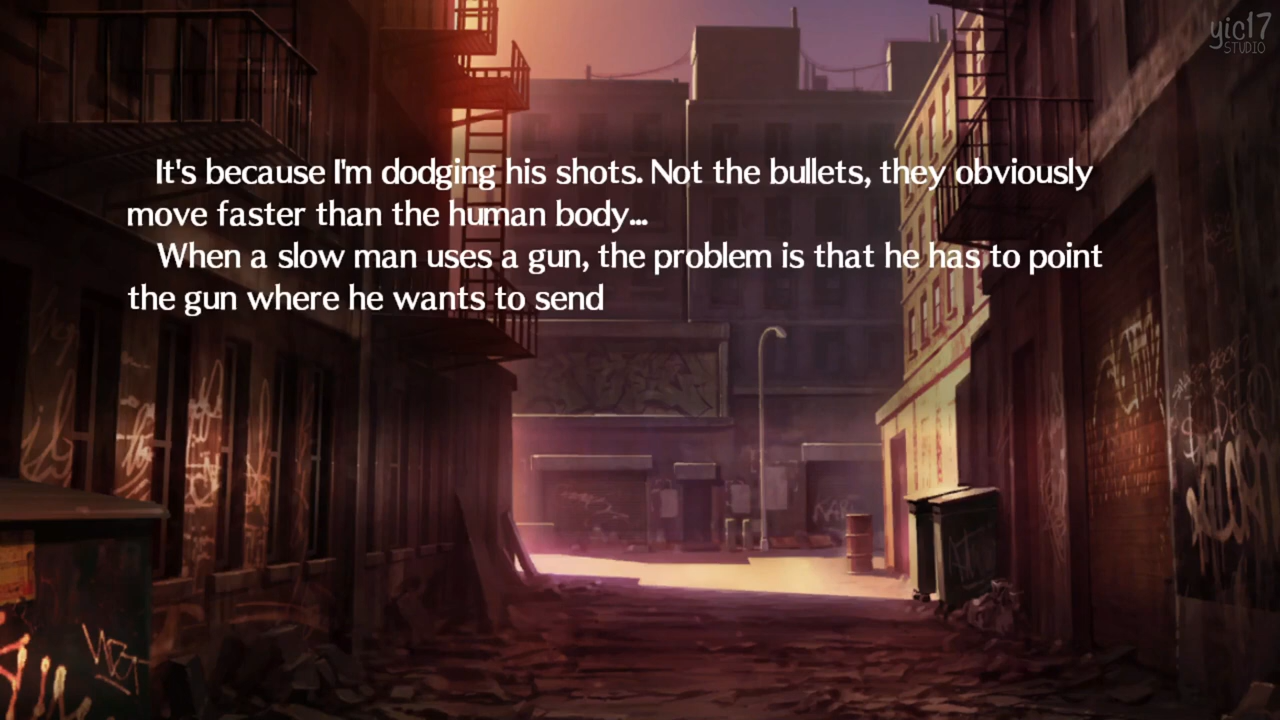 yic17
STUDIO
It's because I'm dodging his shots. Not the bullets, they obviously
move faster than the human body...
When a slow man uses a gun, the problem is that he has to point
the gun where he wants to send